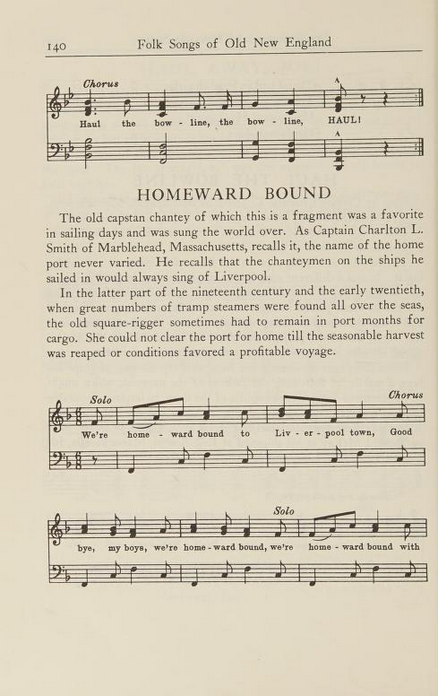 140 Folk Songs of Old New England
Chorus
Haul the bow - line, the bow - line, HAUL!
HOMEWARD BOUND
The old capstan chantey of which this is a fragment was a favorite
in sailing days and was sung the world over. As Captain Charlton L.
Smith of Marblehead, Massachusetts, recalls it, the name of the home
port never varied. He recalls that the chanteymen on the ships he
sailed in would always sing of Liverpool.
In the latter part of the nineteenth century and the early twentieth,
when great numbers of tramp steamers were found all over the seas,
the old square-rigger sometimes had to remain in port months for
cargo. She could not clear the port for home till the seasonable harvest
was reaped or conditions favored a profitable voyage.
Solo Chorus
We're home - ward bound to Liv - er - pool town, Good
Solo
bye, my boys, we're home - ward bound, we're home - ward bound with